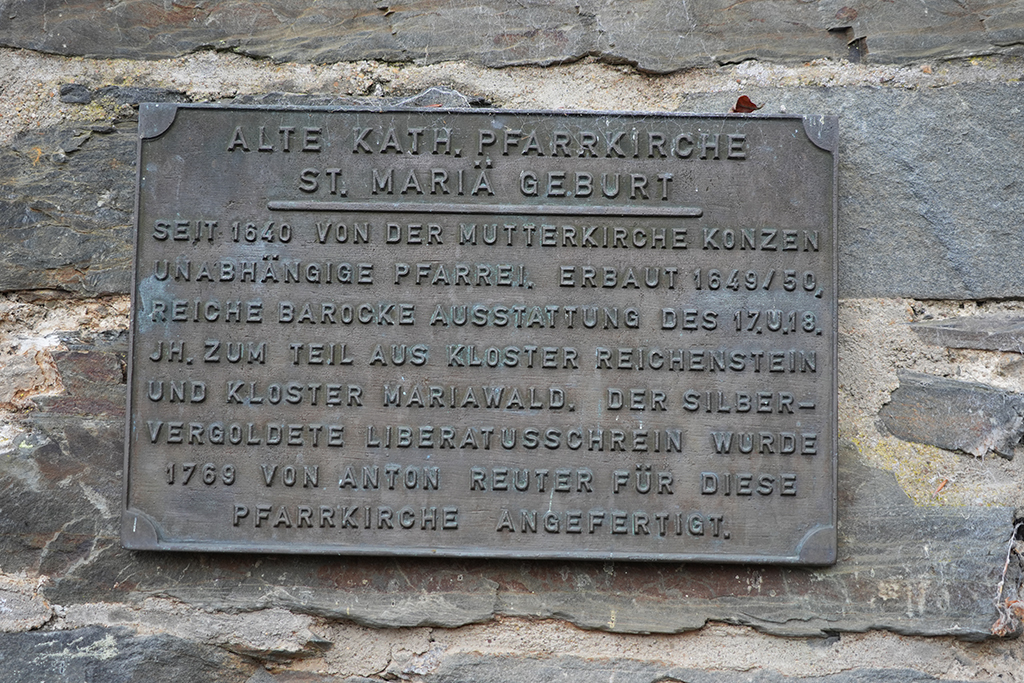 ALTE KATH. PFARRKIRCHE
ST. MARIÄ GEBURT
SEIT 1640 VON DER MUTTERKIRCHE KONZEN
UNABHÄNGIGE PFARREI. ERBAUT 1649/50.
REICHE BAROCKE AUSSTATTUNG DES 17.U.18.
JH. ZUM TEIL AUS KLOSTER REICHENSTEIN
UND KLOSTER MARIAWALD. DER SILBER-
VERGOLDETE LIBERATUSSCHREIN WURDE
1769 VON ANTON REUTER FÜR DIESE
PFARRKIRCHE ANGEFERTIGT.